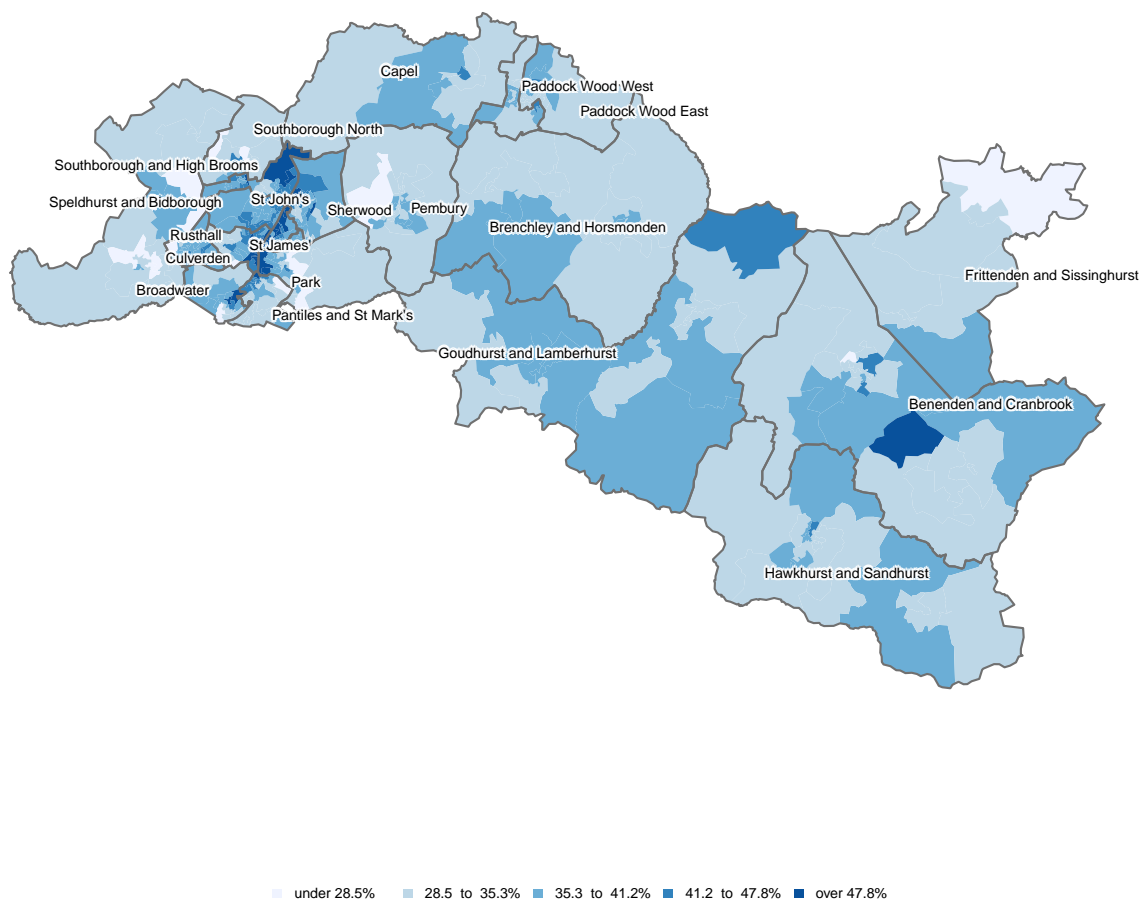 Capel
Paddock Wood West
Paddock Wood East
Southborough North
Southborough and High Brooms
St John's
Speldhurst and Bidborough
Sherwood
Pembury
Brenchley and Horsmonden
Rusthall
St James'
Culverden
Frittenden and Sissinghurst
Park
Broadwater
Pantiles and St Mark's
Goudhurst and Lamberhurst
Benenden and Cranbrook
Hawkhurst and Sandhurst
under 28.5% 28.5 to 35.3% 35.3 to 41.2% 41.2 to 47.8% over 47.8%